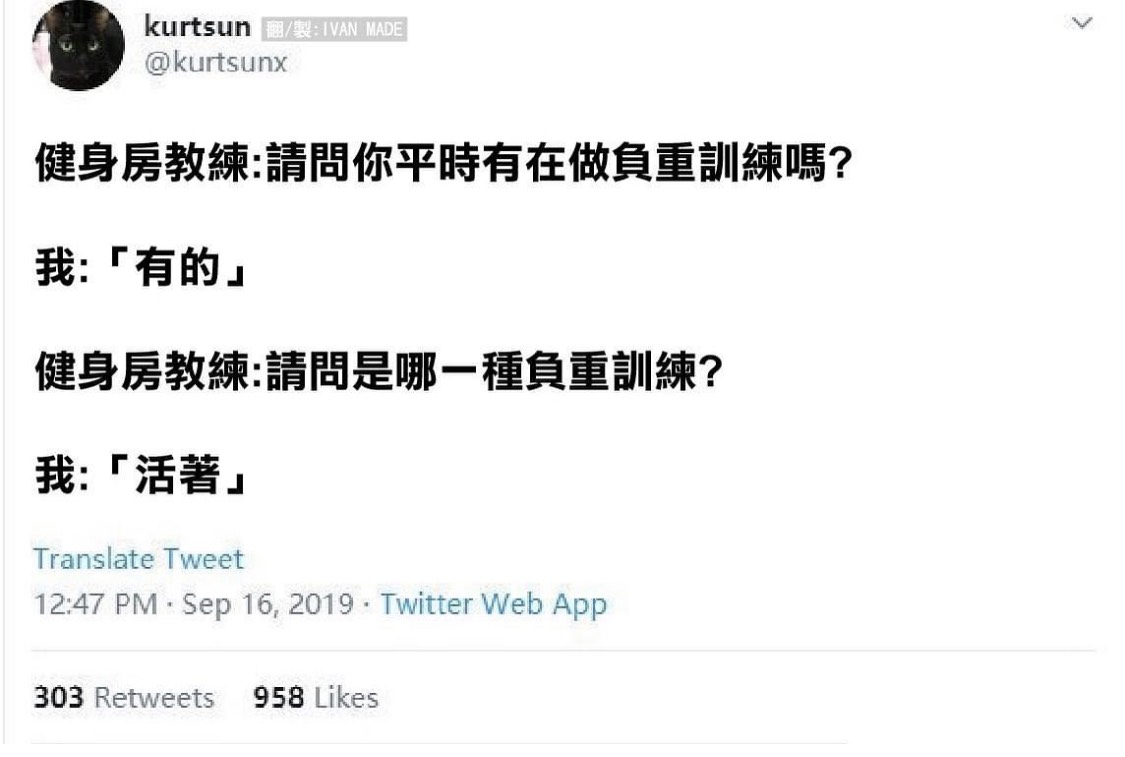 kurtsun 翻/製:IVAN MADE
@kurtsunx
健身房教練:請問你平時有在做負重訓練嗎?
我:「有的」
健身房教練:請問是哪一種負重訓練?
我:「活著」
Translate Tweet
12:47 PM · Sep 16, 2019 · Twitter Web App
303 Retweets 958 Likes